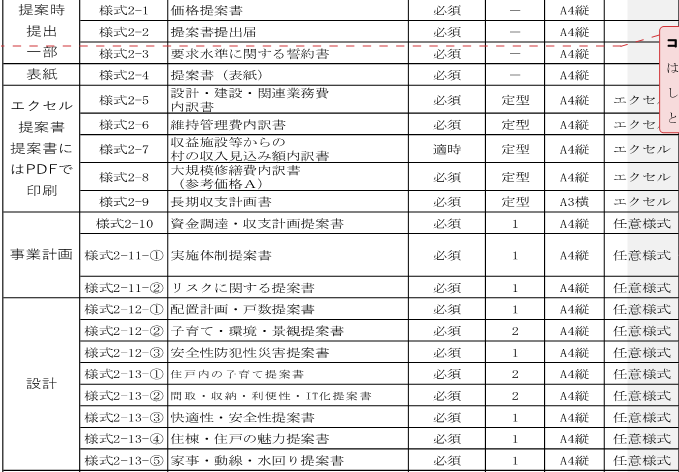 提案時
提出
一部
様式2-1 価格提案書 必須 － A4縦
様式2-2 提案書提出届 必須 － A4縦
様式2-3 要求水準に関する誓約書 必須 － A4縦
表紙 様式2-4 提案書（表紙） 必須 － A4縦
エクセル
提案書
提案書に
はPDFで
印刷
様式2-5 設計・建設・関連業務費
内訳書 必須 定型 A4縦 エクセル
様式2-6 維持管理費内訳書 必須 定型 A4縦 エクセル
様式2-7 収益施設等からの
村の収入見込み額内訳書 適時 定型 A4縦 エクセル
様式2-8 大規模修繕費内訳書
（参考価格A） 必須 定型 A4縦 エクセル
様式2-9 長期収支計画書 必須 定型 A3横 エクセル
事業計画
様式2-10 資金調達・収支計画提案書 必須 1 A4縦 任意様式
様式2-11-① 実施体制提案書 必須 1 A4縦 任意様式
様式2-11-② リスクに関する提案書 必須 1 A4縦 任意様式
設計
様式2-12-① 配置計画・戸数提案書 必須 1 A4縦 任意様式
様式2-12-② 子育て・環境・景観提案書 必須 2 A4縦 任意様式
様式2-12-③ 安全性防犯性災害提案書 必須 1 A4縦 任意様式
様式2-13-① 住戸内の子育て提案書 必須 2 A4縦 任意様式
様式2-13-② 間取・収納・利便性・IT化提案書 必須 2 A4縦 任意様式
様式2-13-③ 快適性・安全性提案書 必須 1 A4縦 任意様式
様式2-13-④ 住棟・住戸の魅力提案書 必須 1 A4縦 任意様式
様式2-13-⑤ 家事・動線・水回り提案書 必須 1 A4縦 任意様式
コ
は
し
と